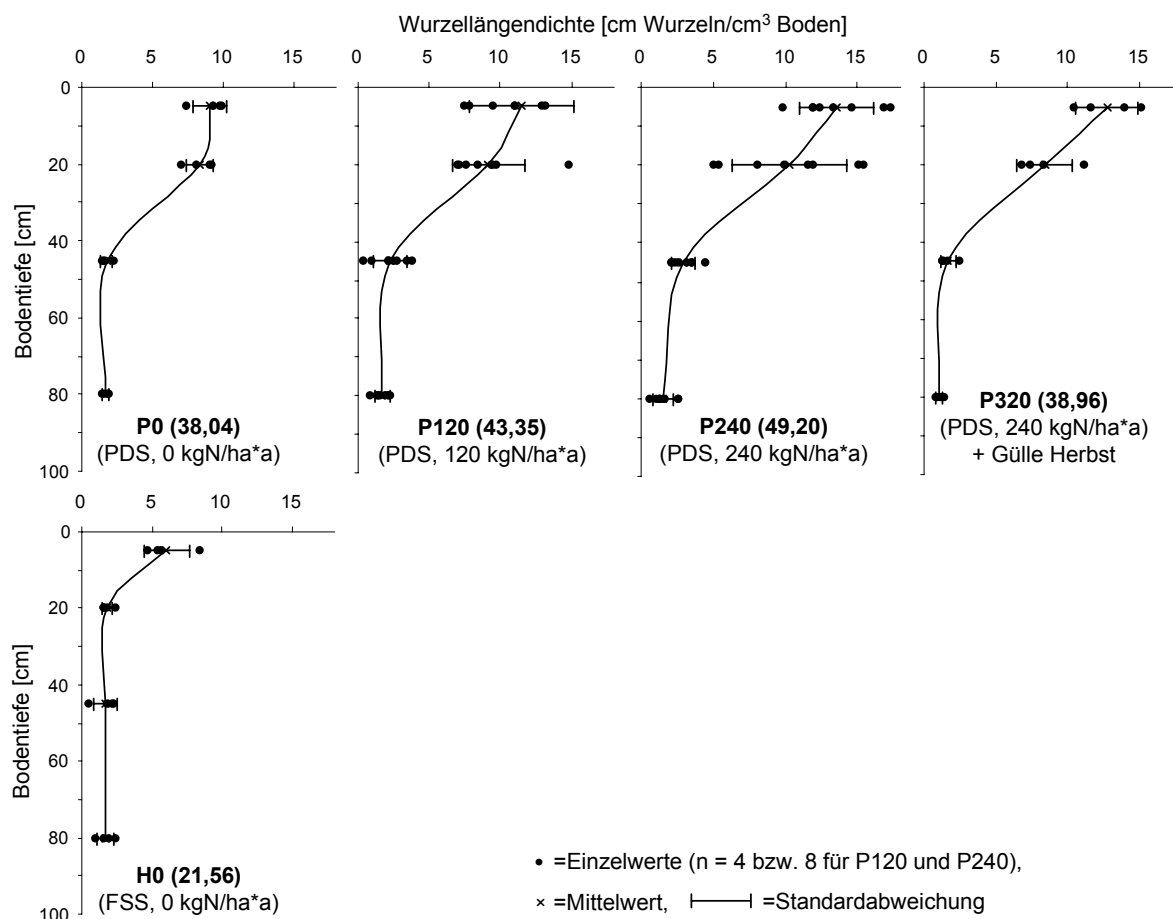 Wurzellängendichte [cm Wurzeln/cm³ Boden]
0 5 10 15 0 5 10 15 0 5 10 15 0 5 10 15
0
20
40
60
80
100
Bodentiefe [cm]
P0 (38,04)
(PDS, 0 kgN/ha*a)
P120 (43,35)
(PDS, 120 kgN/ha*a)
P240 (49,20)
(PDS, 240 kgN/ha*a)
P320 (38,96)
(PDS, 240 kgN/ha*a)
+ Gülle Herbst
0 5 10 15
0
20
40
60
80
100
Bodentiefe [cm]
H0 (21,56)
(FSS, 0 kgN/ha*a)
=Einzelwerte (n = 4 bzw. 8 für P120 und P240),
=Mittelwert, =Standardabweichung